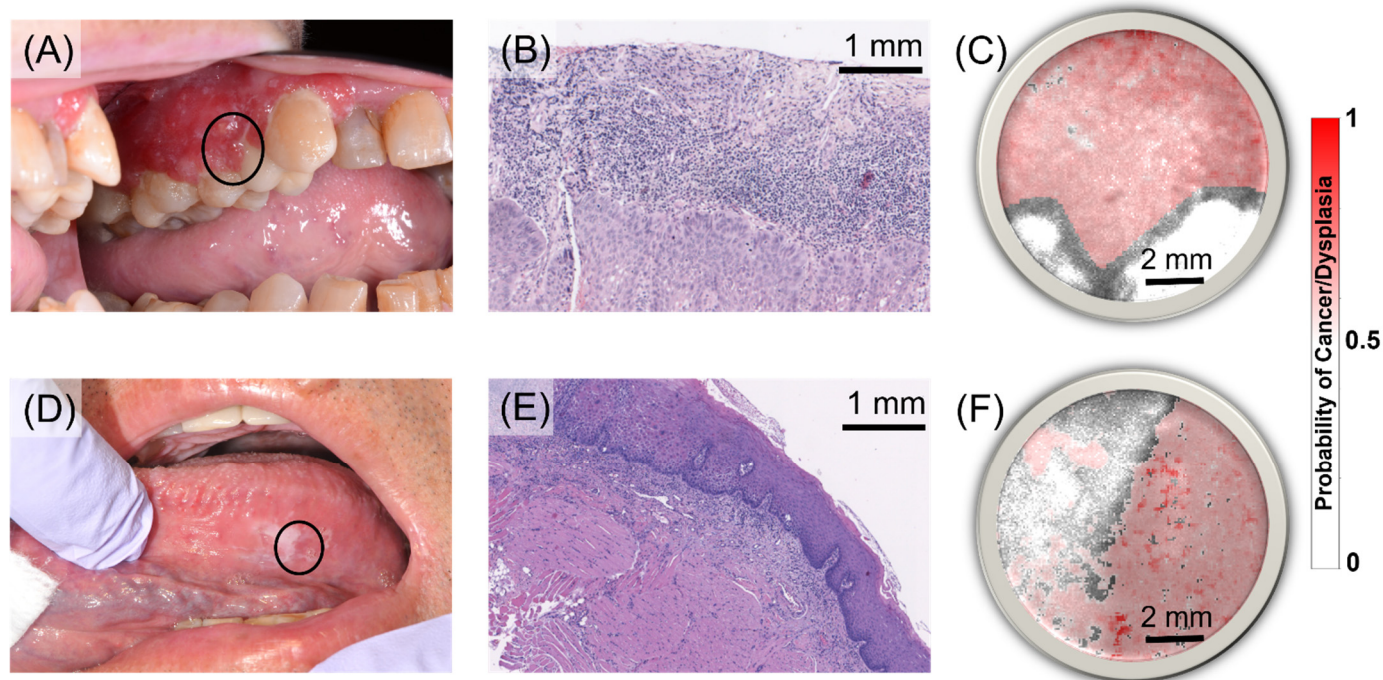 (A)
(B)
1 mm
(C)
2 mm
1
Probability of Cancer/Dysplasia
0.5
0
(D)
(E)
1 mm
(F)
2 mm